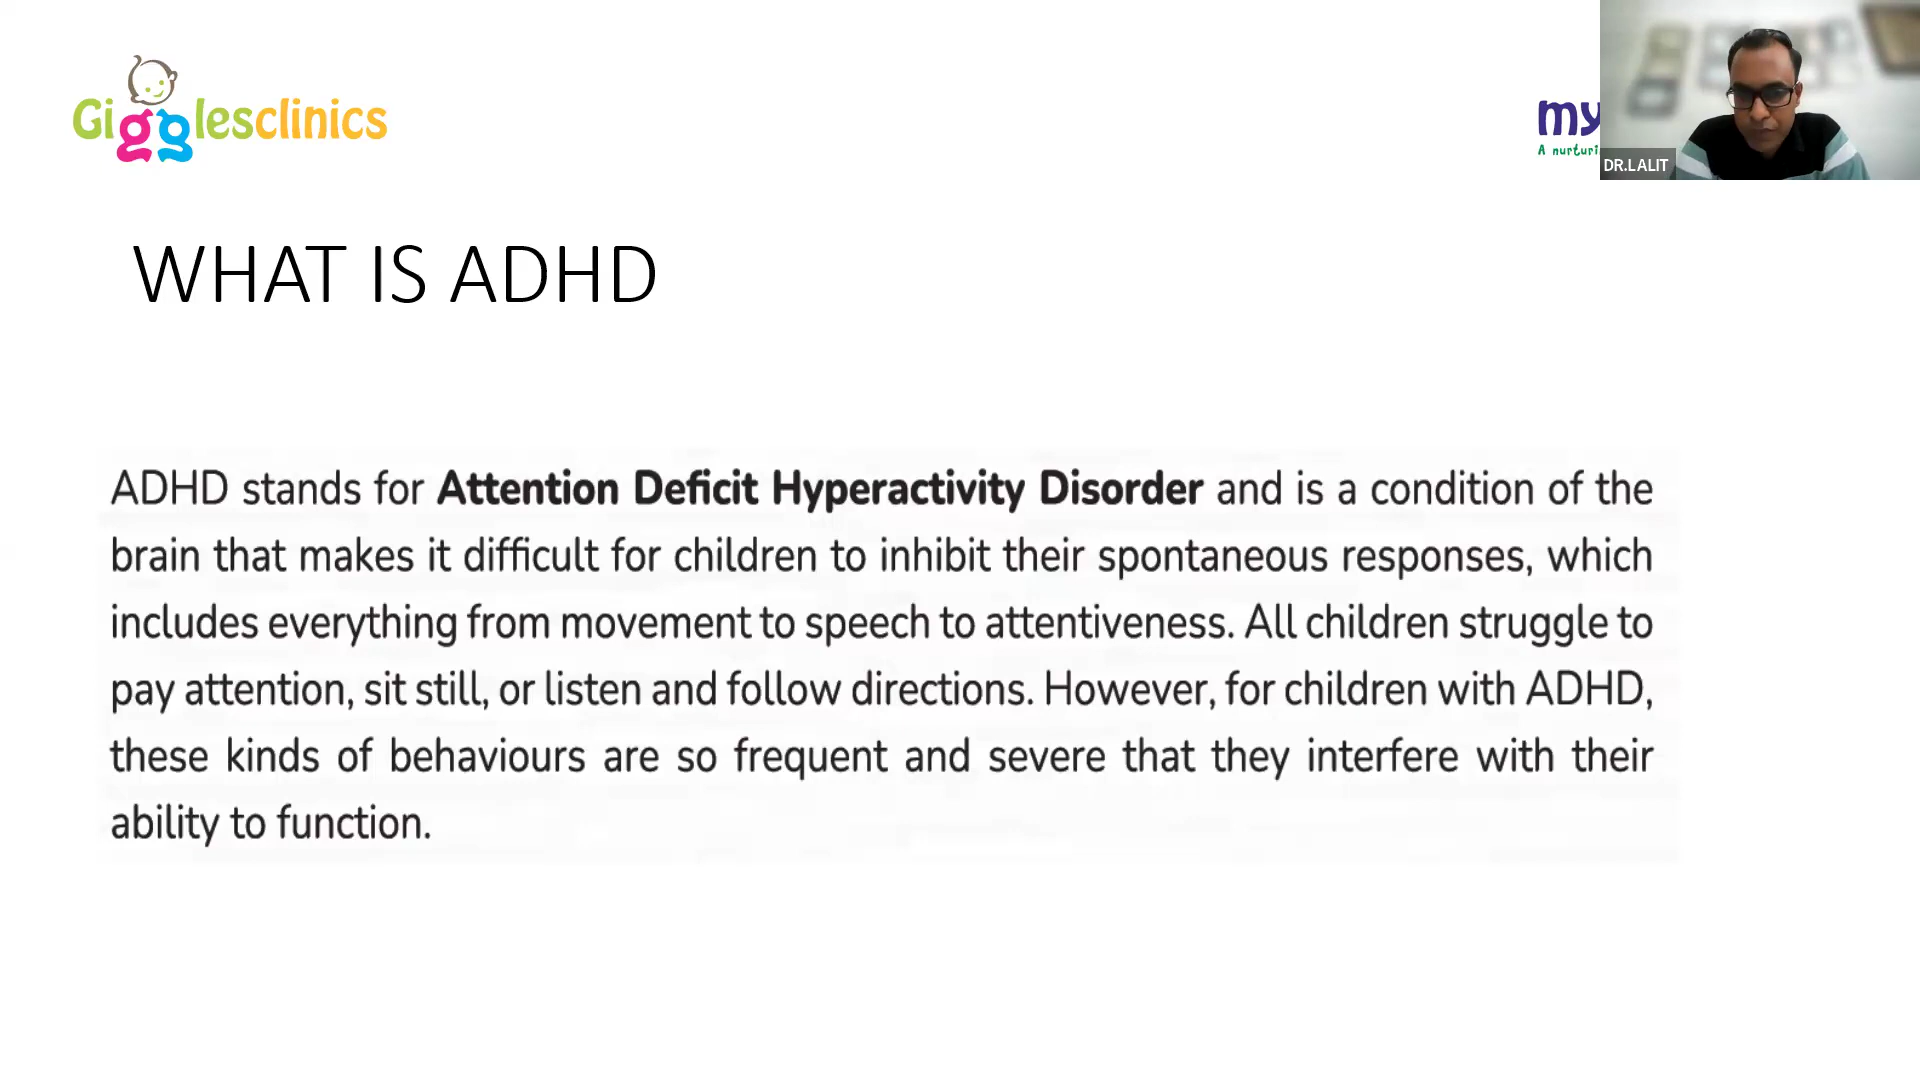 Gigglesclinics
my
A nurturi
DR.LALIT
WHAT IS ADHD
ADHD stands for Attention Deficit Hyperactivity Disorder and is a condition of the
brain that makes it difficult for children to inhibit their spontaneous responses, which
includes everything from movement to speech to attentiveness. All children struggle to
pay attention, sit still, or listen and follow directions. However, for children with ADHD,
these kinds of behaviours are so frequent and severe that they interfere with their
ability to function.